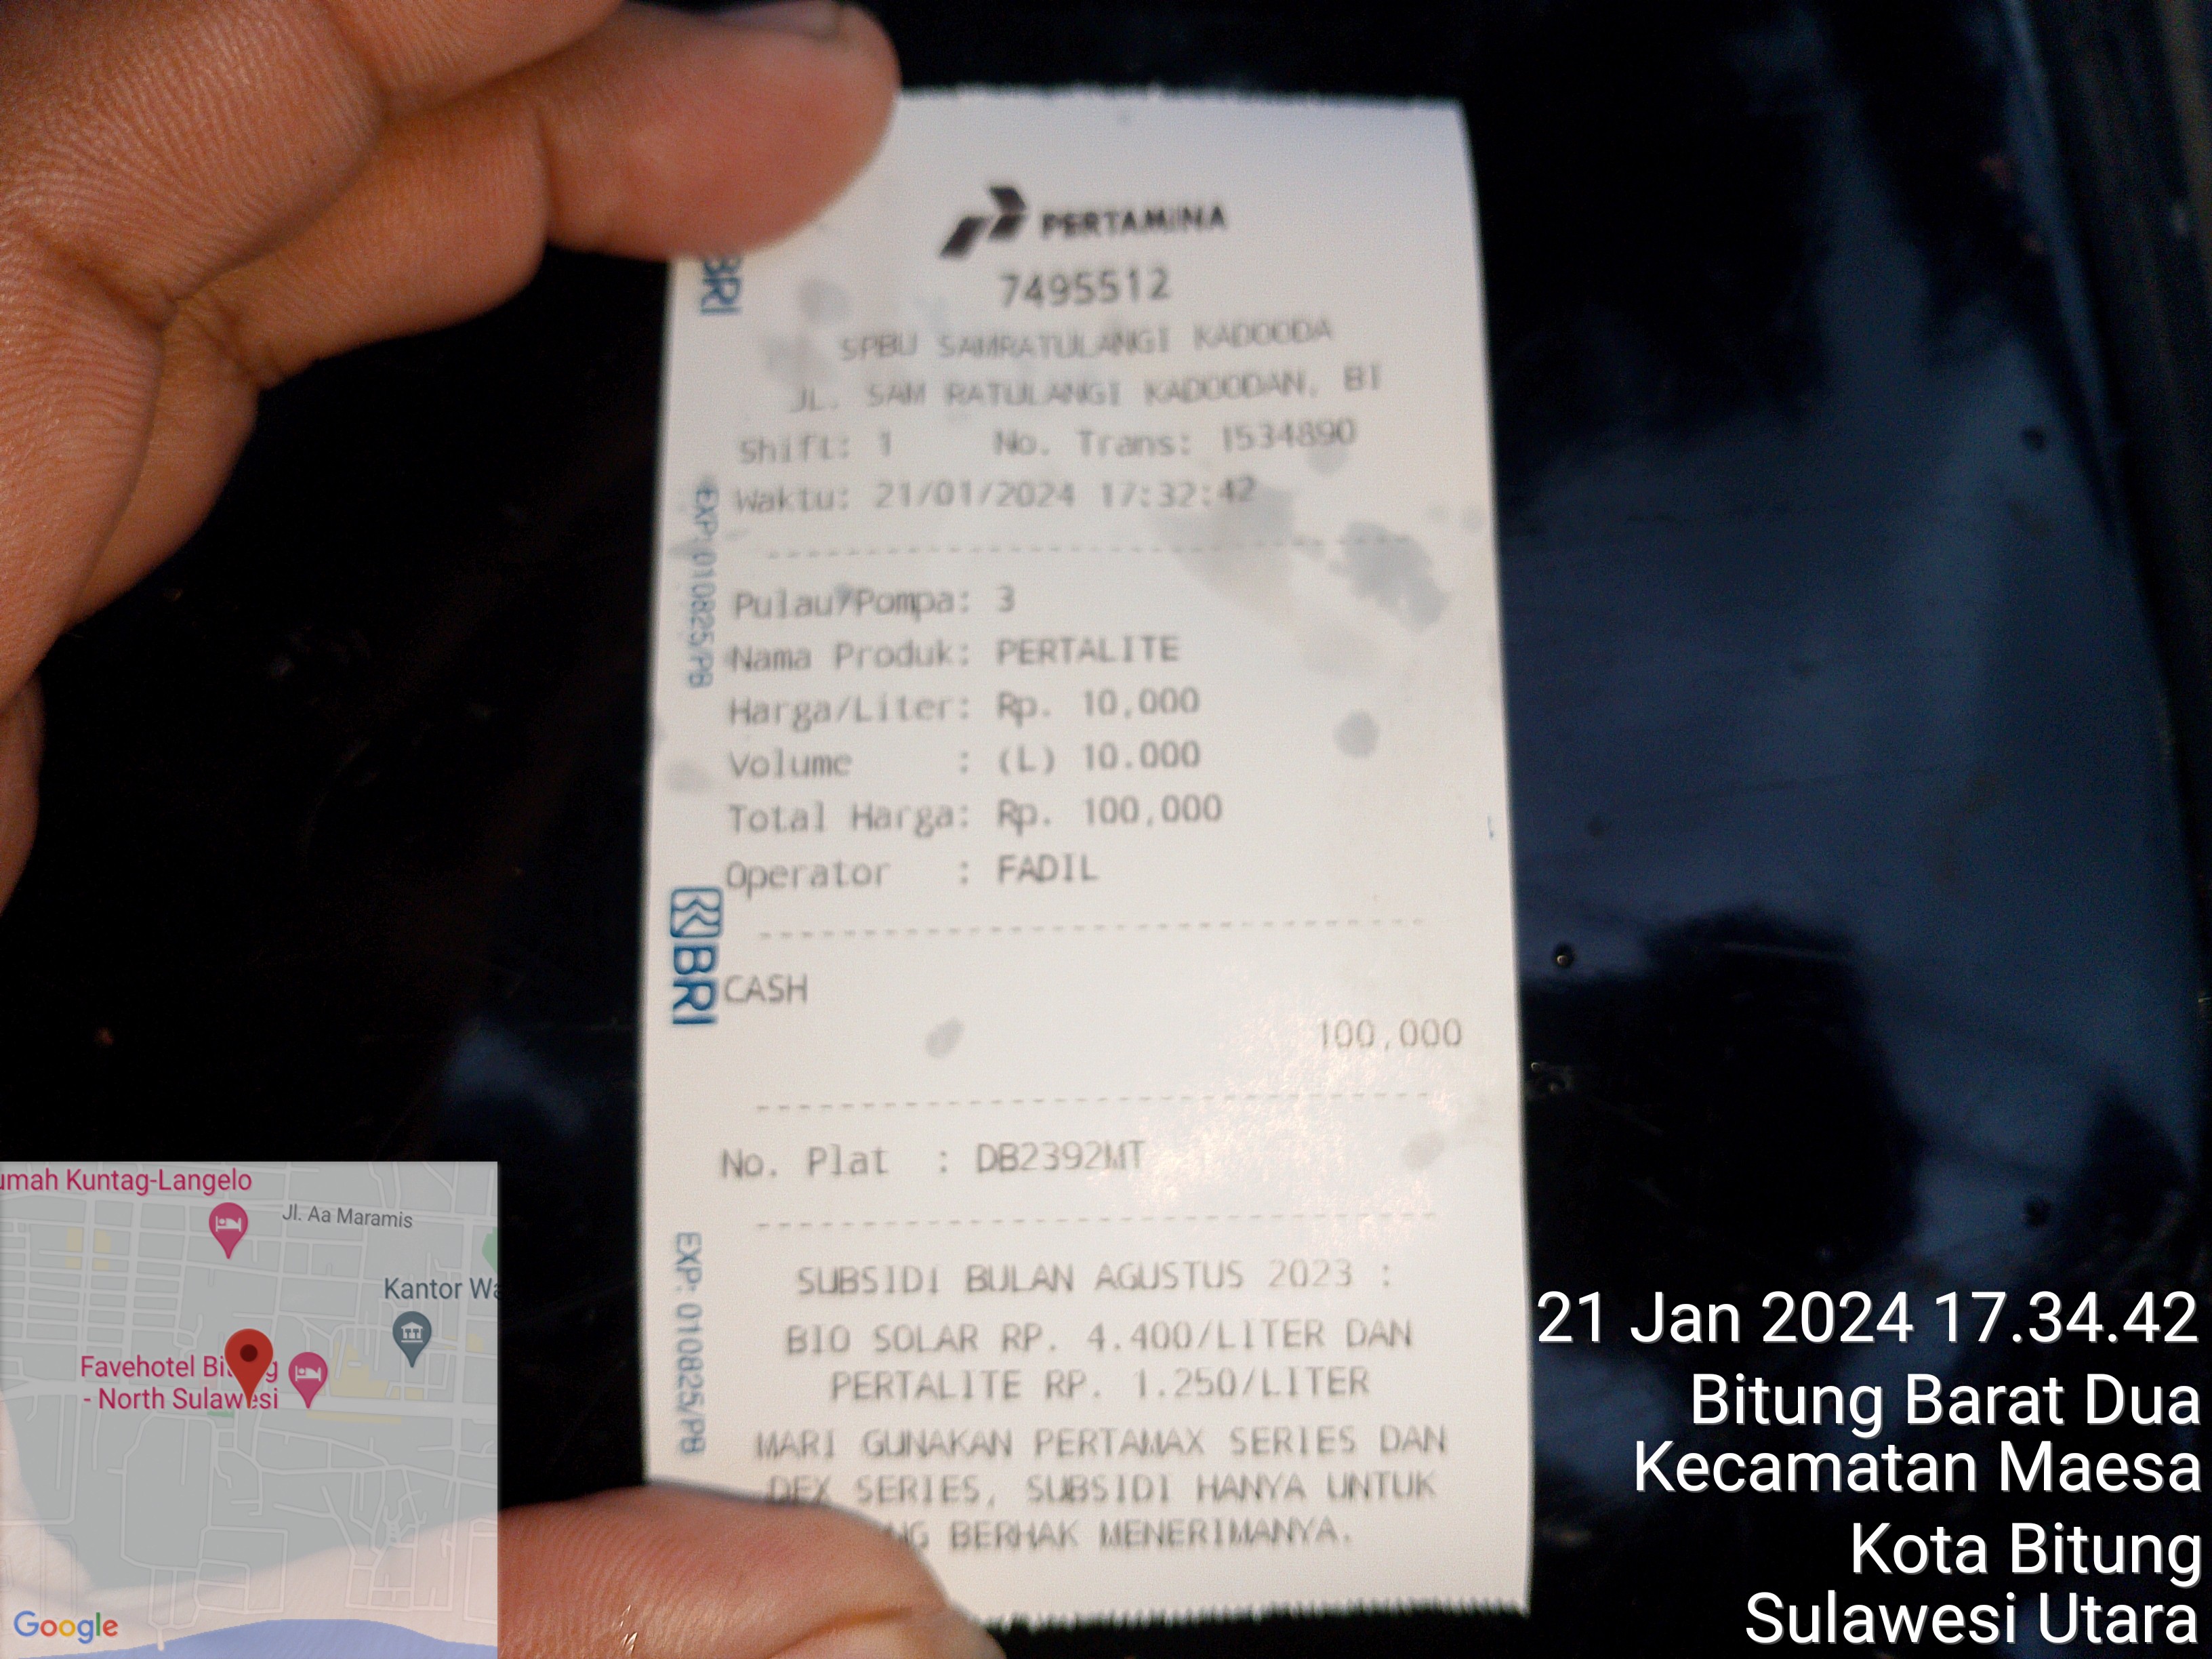 PERTAMINA
7495512
SPBU SAMRATULANGI KADOODA
JL. SAM RATULANGI KADOODAN, BI
Shift: 1 No. Trans: 1534890
Waktu: 21/01/2024 17:32:42
Pulau/Pompa: 3
Nama Produk: PERTALITE
Harga/Liter: Rp. 10,000
Volume : (L) 10.000
Total Harga: Rp. 100,000
Operator : FADIL
CASH
100,000
No. Plat : DB2392MT
SUBSIDI BULAN AGUSTUS 2023 :
BIO SOLAR RP. 4.400/LITER DAN
PERTALITE RP. 1.250/LITER
MARI GUNAKAN PERTAMAX SERIES DAN
DEX SERIES, SUBSIDI HANYA UNTUK
BERHAK MENERIMANYA.
BRI
EXP: 010825/PB
BRI
EXP: 010825/PB
umah Kuntag-Langelo
Jl. Aa Maramis
Kantor Wa
Favehotel
- North Sulawesi
Google
21 Jan 2024 17.34.42
Bitung Barat Dua
Kecamatan Maesa
Kota Bitung
Sulawesi Utara